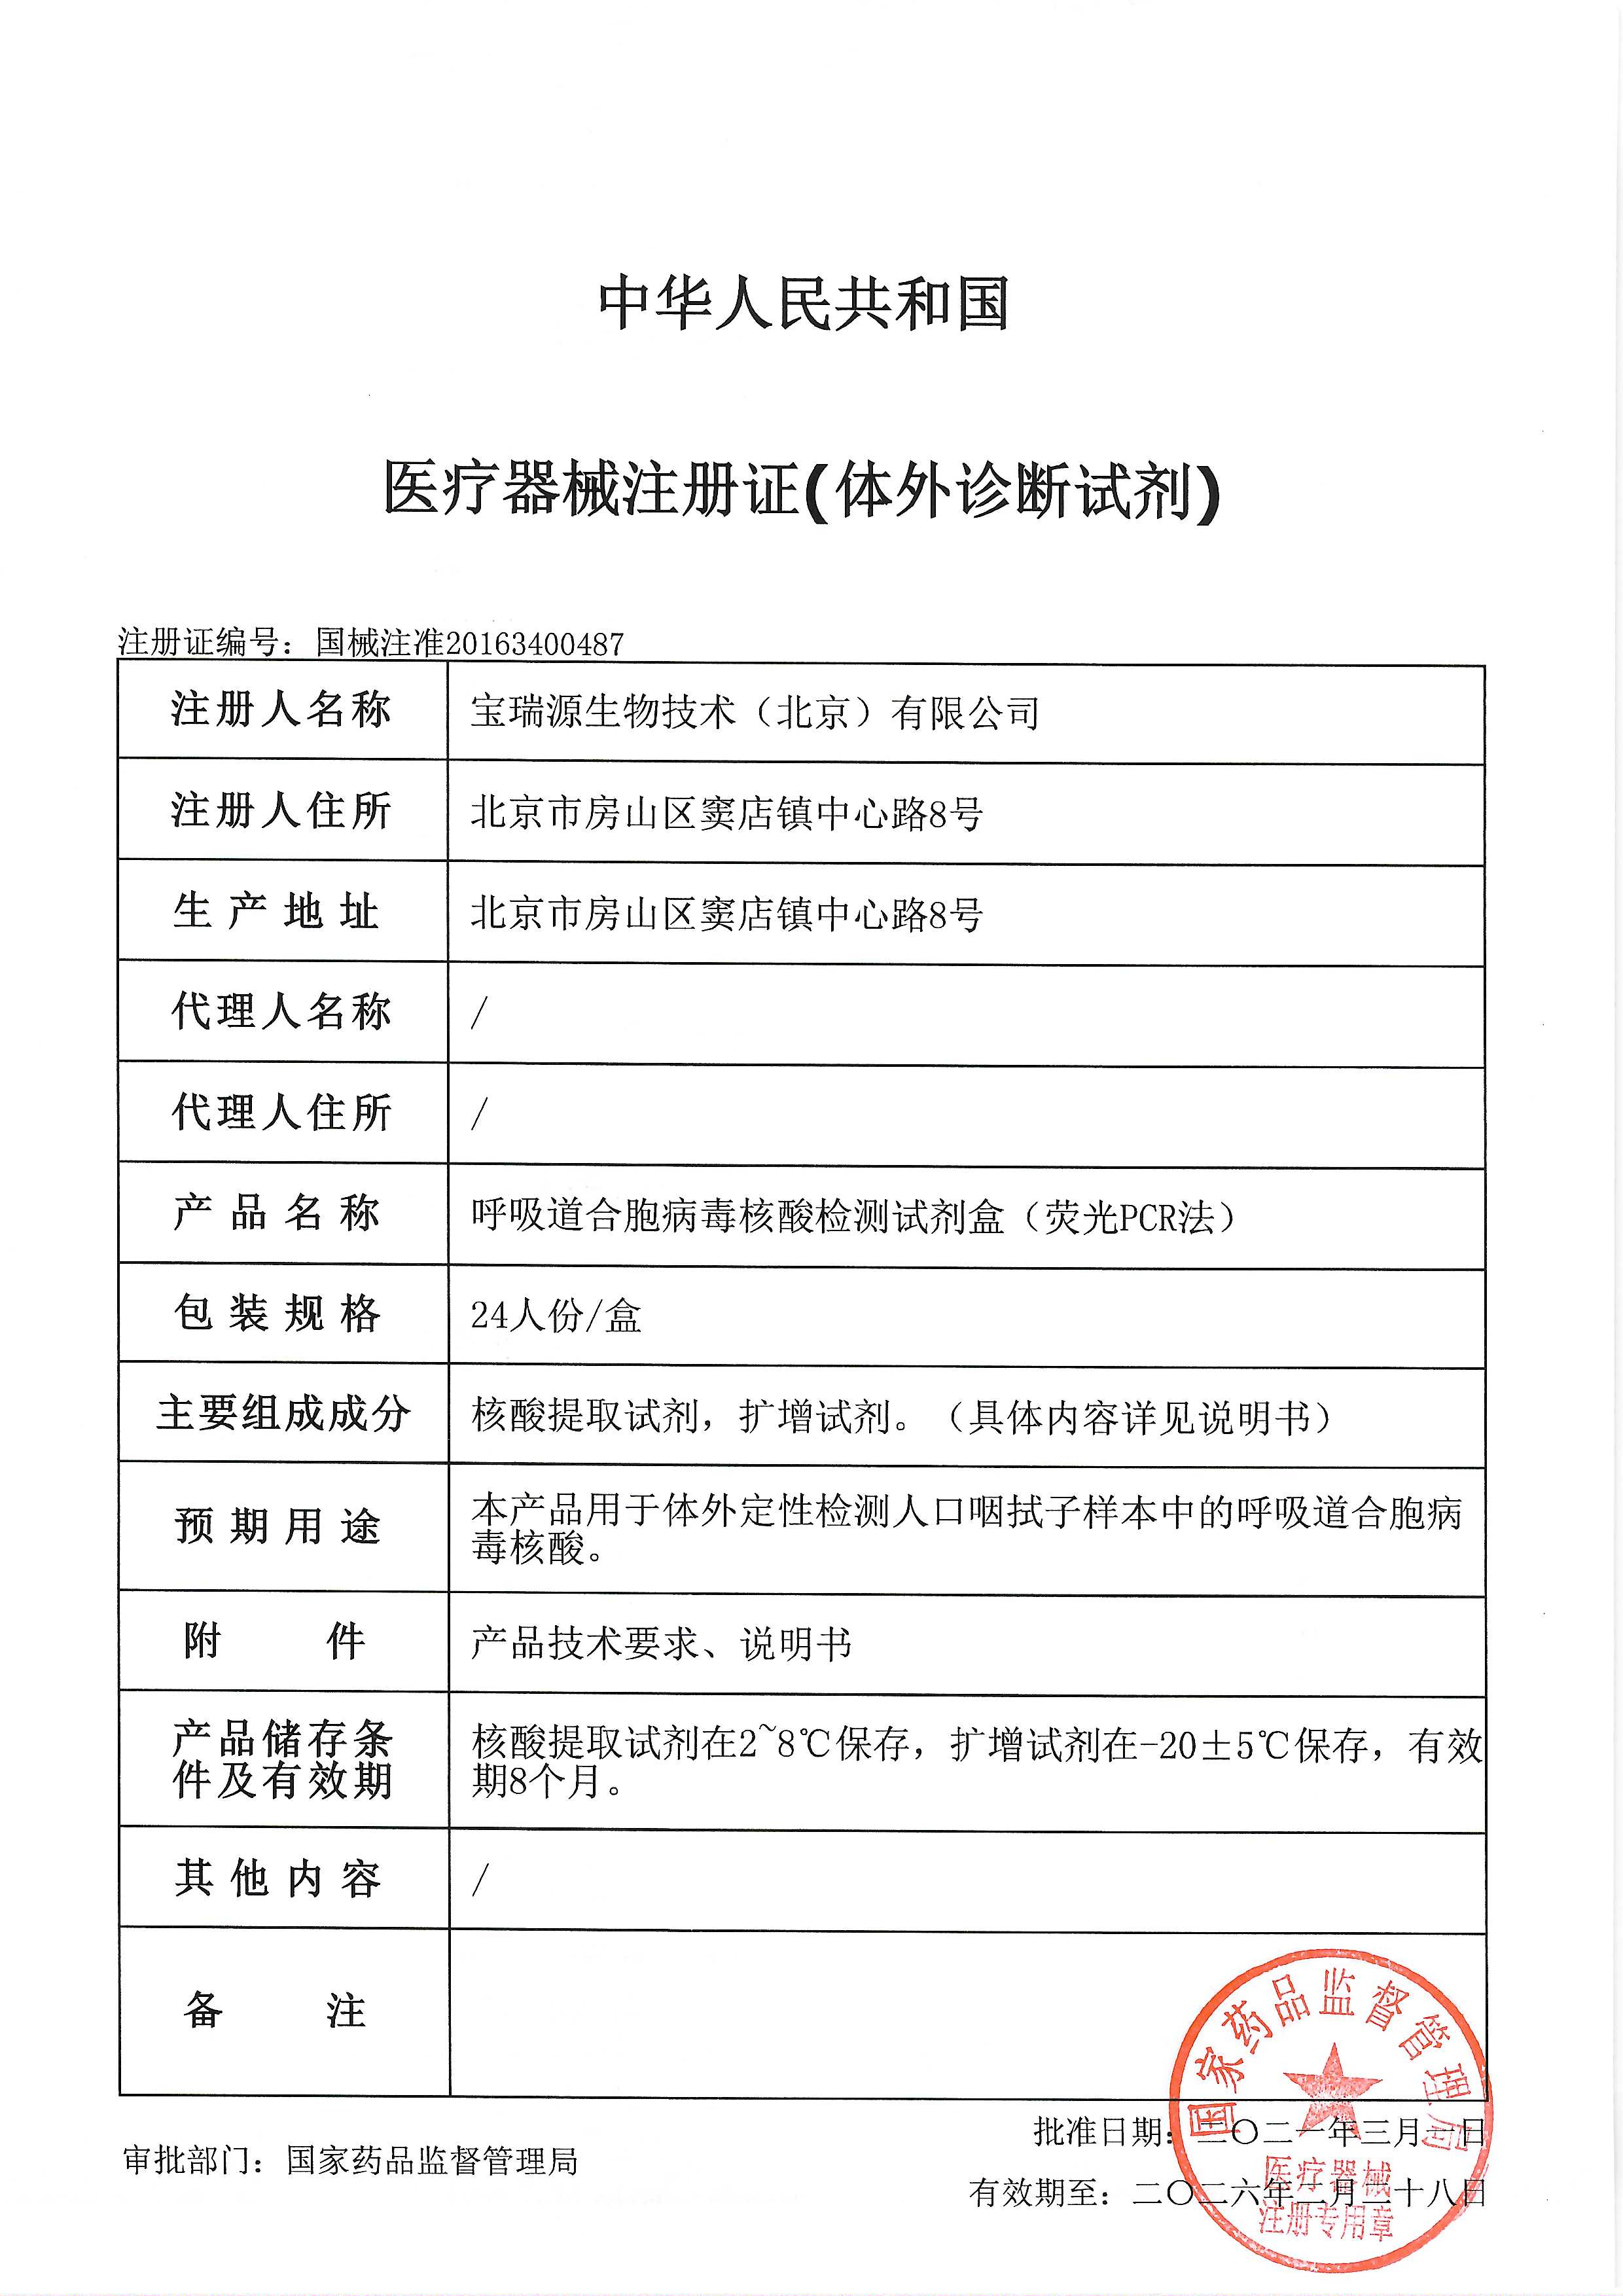 中华人民共和国
医疗器械注册证(体外诊断试剂)
注册证编号：国械注准20163400487
注册人名称
宝瑞源生物技术（北京）有限公司
注册人住所
北京市房山区窦店镇中心路8号
生产地址
北京市房山区窦店镇中心路8号
代理人名称
/
代理人住所
/
产品名称
呼吸道合胞病毒核酸检测试剂盒（荧光PCR法）
包装规格
24人份/盒
主要组成成分
核酸提取试剂，扩增试剂。（具体内容详见说明书）
预期用途
本产品用于体外定性检测人口咽拭子样本中的呼吸道合胞病
毒核酸。
附件
产品技术要求、说明书
产品储存条
件及有效期
核酸提取试剂在2~8℃保存，扩增试剂在-20±5℃保存，有效
期8个月。
其他内容
/
备注
国家药品监督管理局
医疗器械
注册专用章
批准日期：二〇二一年三月一日
审批部门：国家药品监督管理局
有效期至：二〇二六年二月二十八日